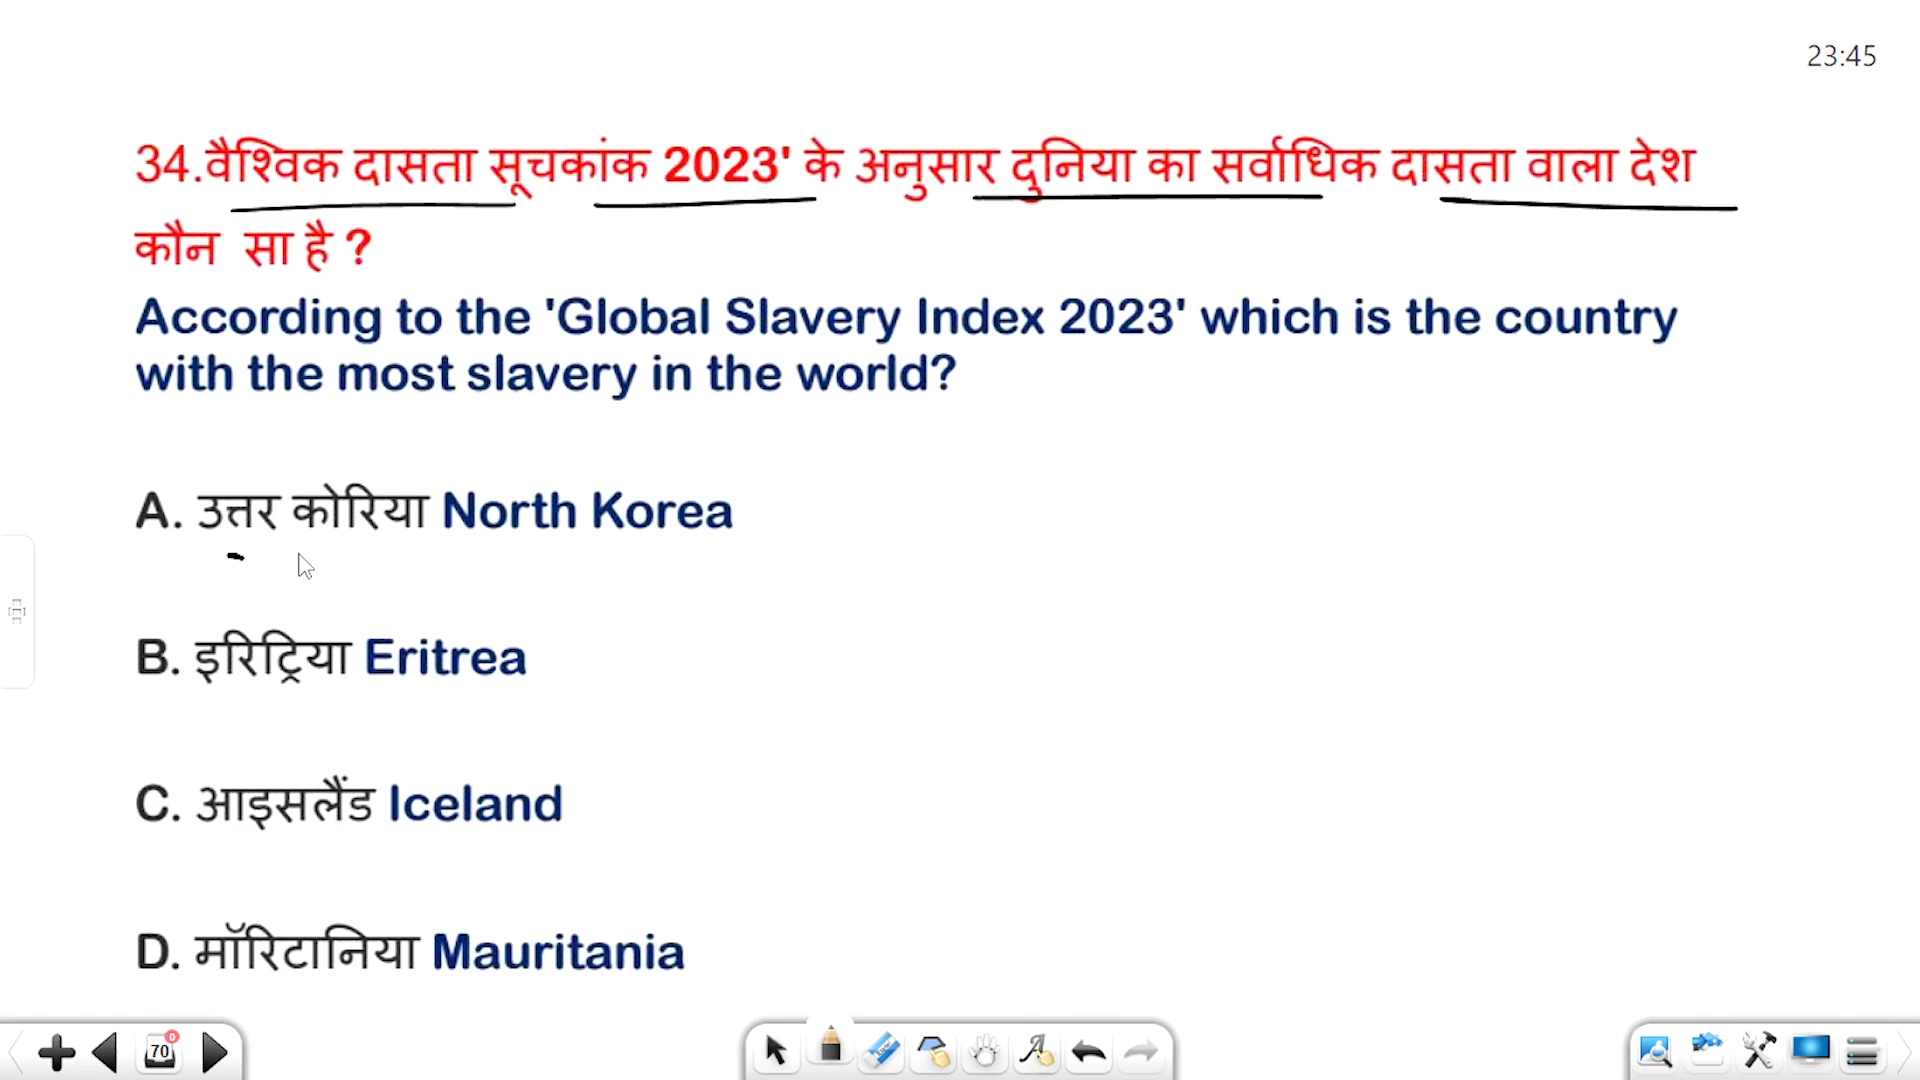 23:45
34.वैश्विक दासता सूचकांक 2023' के अनुसार दुनिया का सर्वाधिक दासता वाला देश
कौन सा है ?
According to the 'Global Slavery Index 2023' which is the country
with the most slavery in the world?
A. उत्तर कोरिया North Korea
B. इरिट्रिया Eritrea
C. आइसलैंड Iceland
D. मॉरिटानिया Mauritania
70